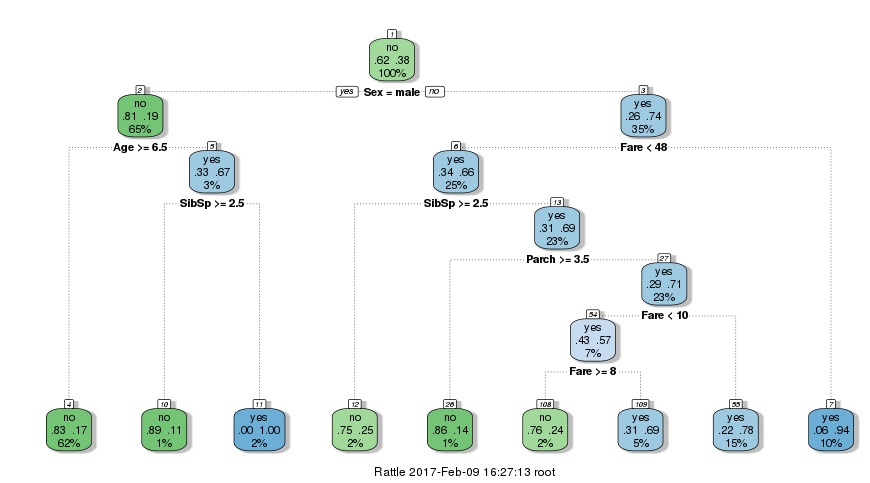 1
no
.62 .38
100%
yes Sex = male no
2
no
.81 .19
65%
3
yes
.26 .74
35%
Age >= 6.5
Fare < 48
5
yes
.33 .67
3%
6
yes
.34 .66
25%
SibSp >= 2.5
SibSp >= 2.5
13
yes
.31 .69
23%
Parch >= 3.5
27
yes
.29 .71
23%
Fare < 10
54
yes
.43 .57
7%
Fare >= 8
4
no
.83 .17
62%
10
no
.89 .11
1%
11
yes
.00 1.00
2%
12
no
.75 .25
2%
26
no
.86 .14
1%
108
no
.76 .24
2%
109
yes
.31 .69
5%
55
yes
.22 .78
15%
7
yes
.06 .94
10%
Rattle 2017-Feb-09 16:27:13 root